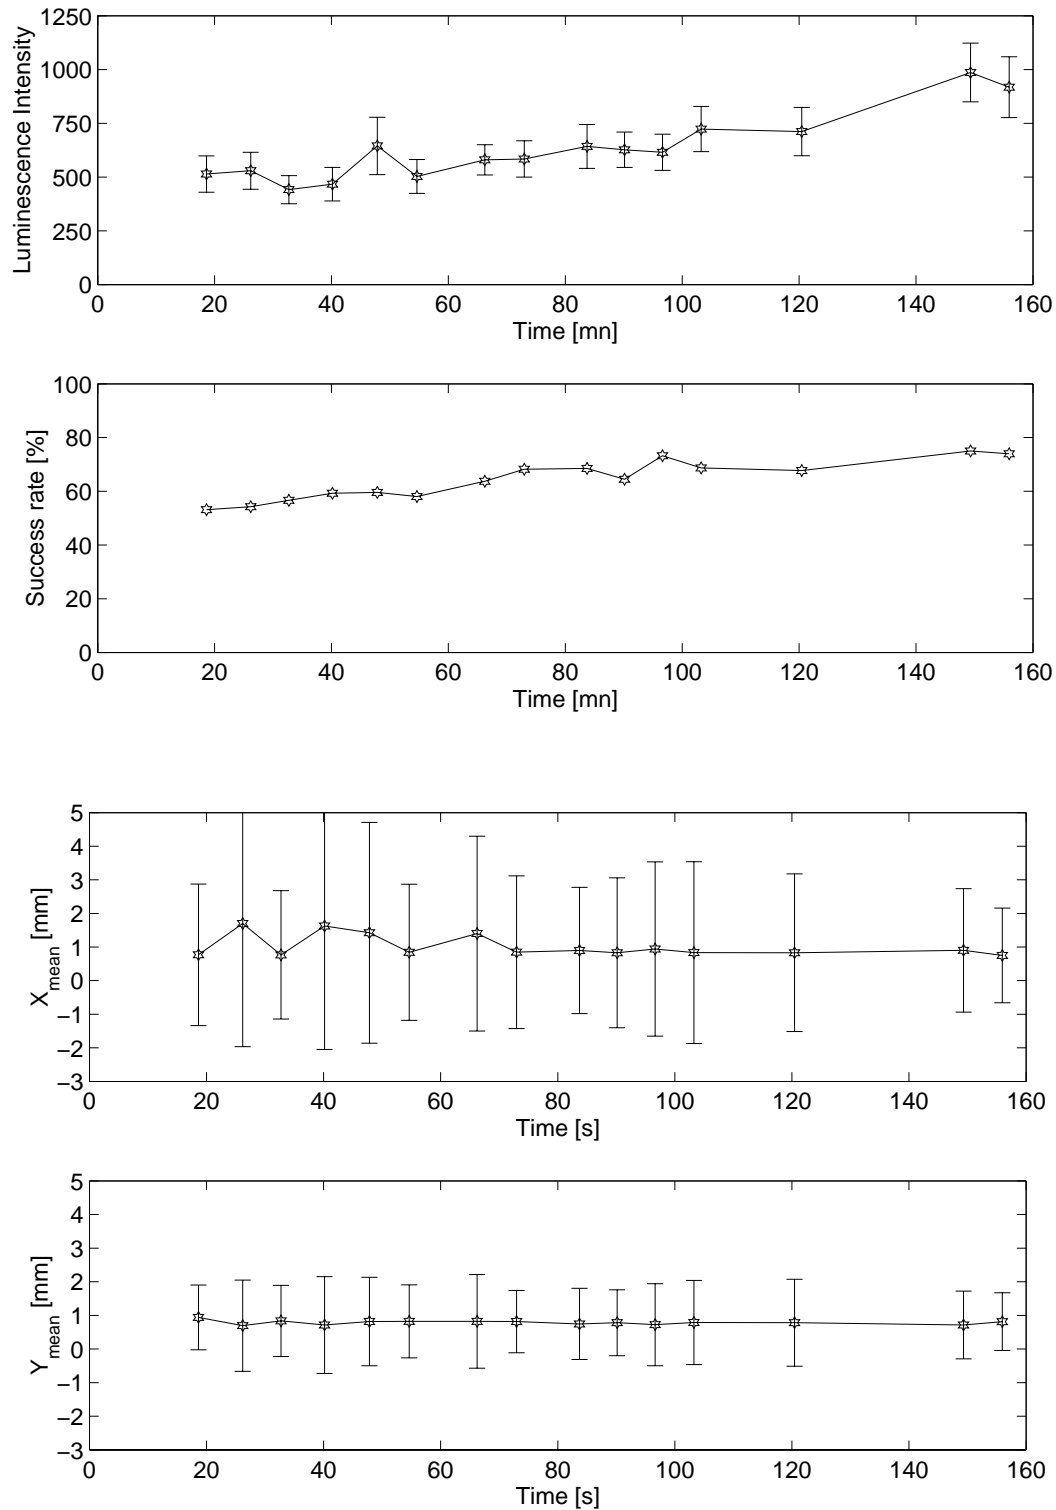 1250
1000
750
500
250
0
Luminescence Intensity
0 20 40 60 80 100 120 140 160
Time [mn]
100
80
60
40
20
0
Success rate [%]
0 20 40 60 80 100 120 140 160
Time [mn]
5
4
3
2
1
0
−1
−2
−3
Xmean [mm]
0 20 40 60 80 100 120 140 160
Time [s]
5
4
3
2
1
0
−1
−2
−3
Ymean [mm]
0 20 40 60 80 100 120 140 160
Time [s]